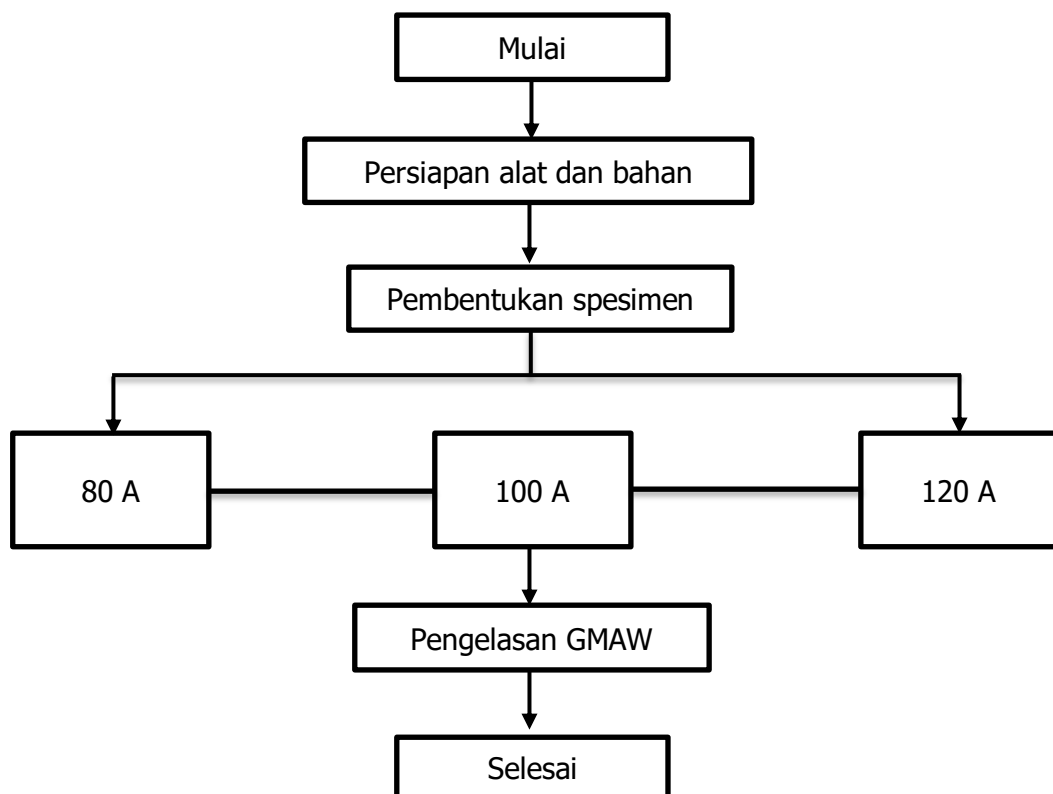 Mulai
Persiapan alat dan bahan
Pembentukan spesimen
80 A
100 A
120 A
Pengelasan GMAW
Selesai